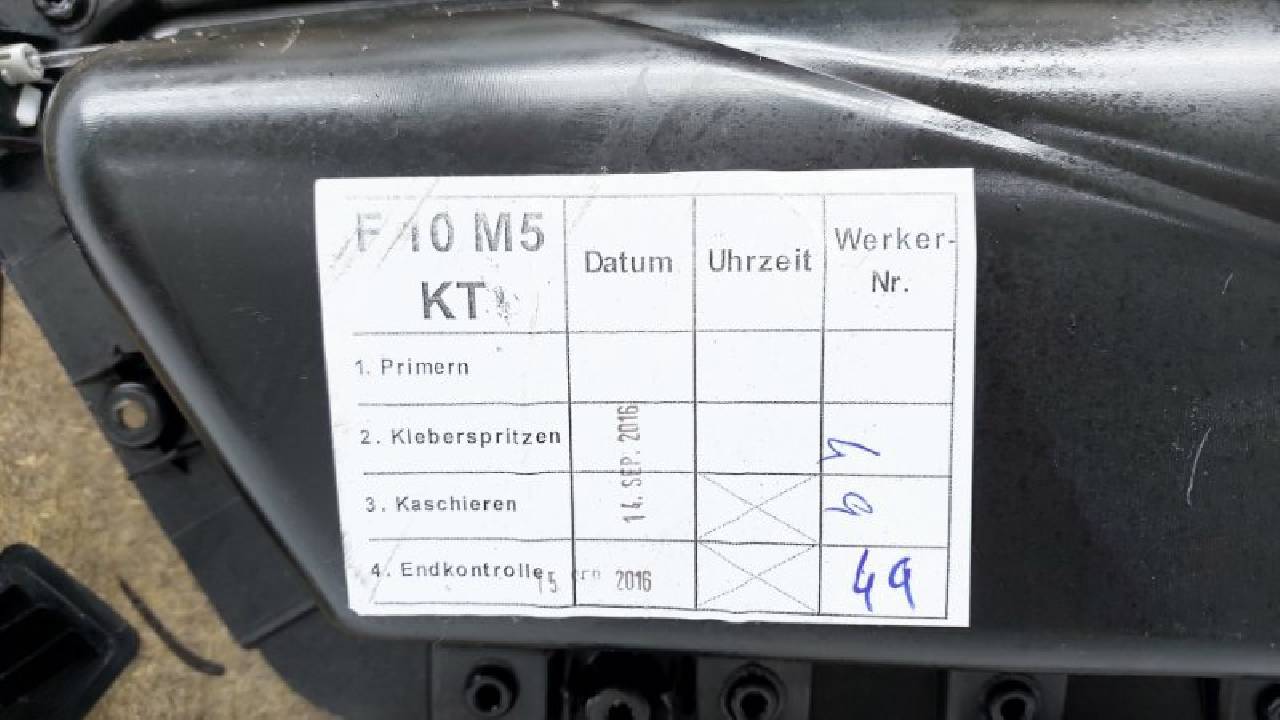 F 10 M5
KT
Datum
Uhrzeit
Werker-
Nr.
1. Primern
2. Kleberspritzen
3. Kaschieren
4. Endkontrolle
14. SEP. 2016
15
2016
49